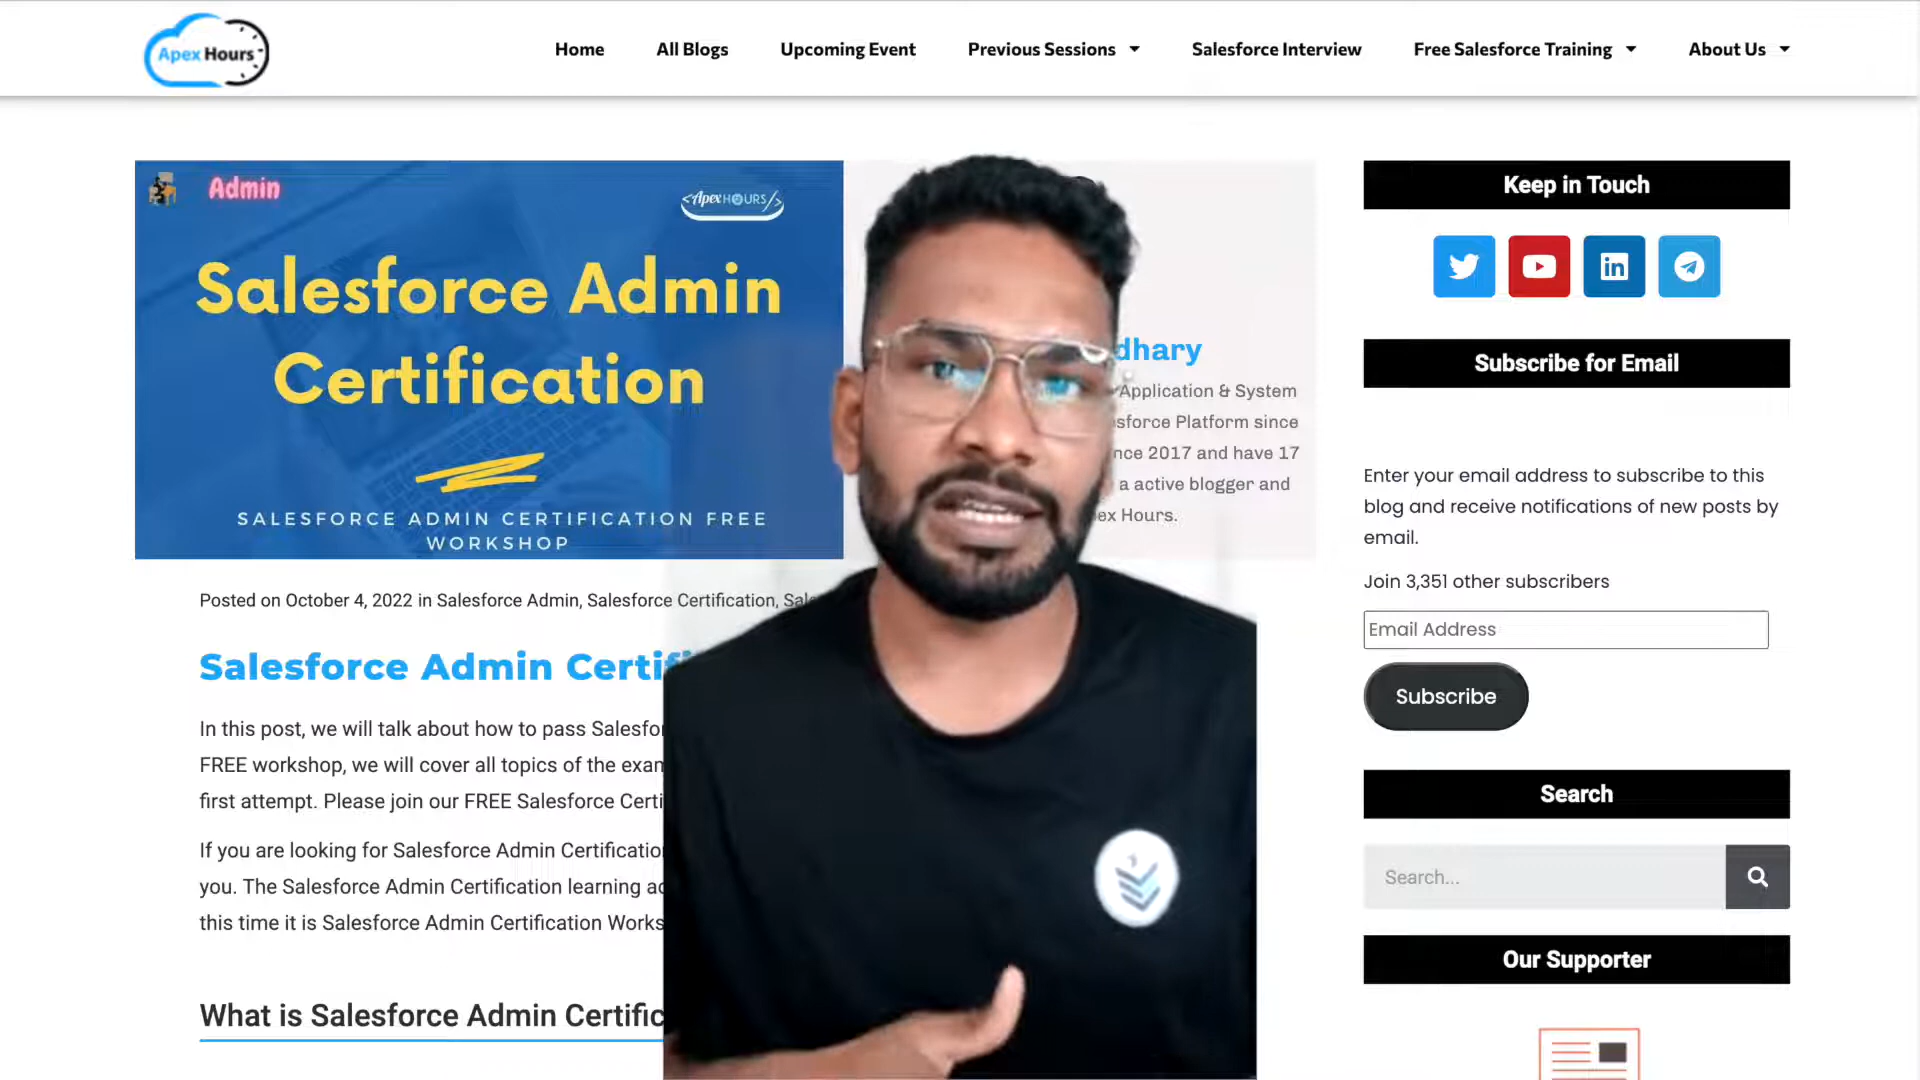 Apex Hours
Home
All Blogs
Upcoming Event
Previous Sessions
Salesforce Interview
Free Salesforce Training
About Us
Admin
<Apex HOURS/>
Salesforce Admin
Certification
SALESFORCE ADMIN CERTIFICATION FREE
WORKSHOP
dhary
Application & System
sforce Platform since
nce 2017 and have 17
a active blogger and
ex Hours.
Posted on October 4, 2022 in Salesforce Admin, Salesforce Certification, Sal
Salesforce Admin Certif
In this post, we will talk about how to pass Salesfo
FREE workshop, we will cover all topics of the exam
first attempt. Please join our FREE Salesforce Certi
If you are looking for Salesforce Admin Certificatio
you. The Salesforce Admin Certification learning ac
this time it is Salesforce Admin Certification Works
What is Salesforce Admin Certific
Keep in Touch
in
Subscribe for Email
Enter your email address to subscribe to this
blog and receive notifications of new posts by
email.
Join 3,351 other subscribers
Email Address
Subscribe
Search
Search...
Our Supporter